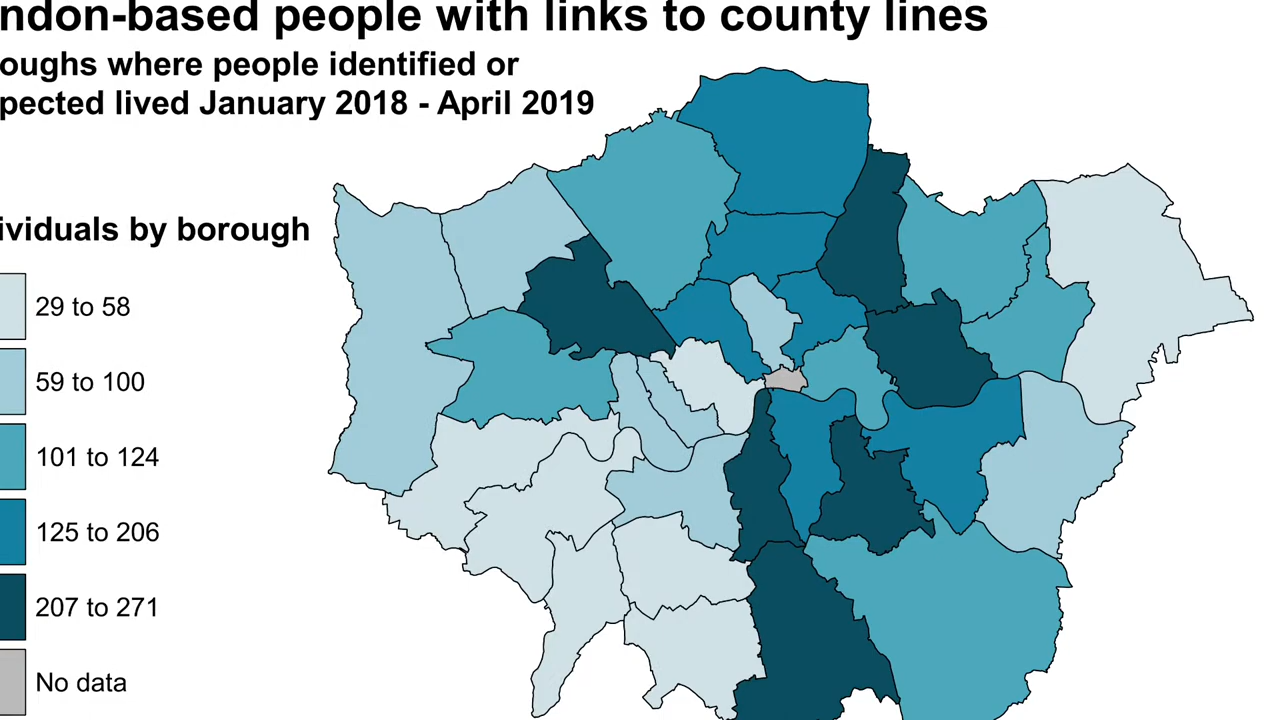 ndon-based people with links to county lines
oughs where people identified or
pected lived January 2018 - April 2019
ividuals by borough
29 to 58
59 to 100
101 to 124
125 to 206
207 to 271
No data